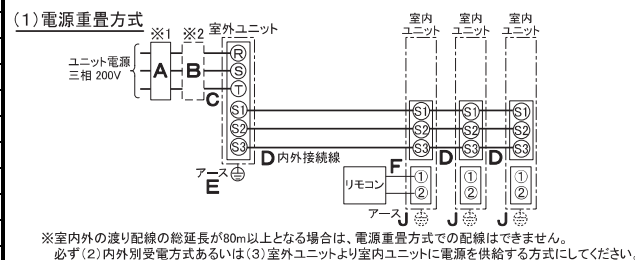 (1)電源重畳方式
※1
※2
室外ユニット
室内
ユニット
室内
ユニット
室内
ユニット
ユニット電源
三相 200V
A
B
C
R
S
T
S1
S2
S3
S1
S2
S3
S1
S2
S3
S1
S2
S3
D 内外接続線
D
D
アース
E
リモコン
F
①
②
①
②
①
②
アース J
J
J
※室内外の渡り配線の総延長が80m以上となる場合は、電源重畳方式での配線はできません。
必ず(2)内外別受電方式あるいは(3)室外ユニットより室内ユニットに電源を供給する方式にしてください。